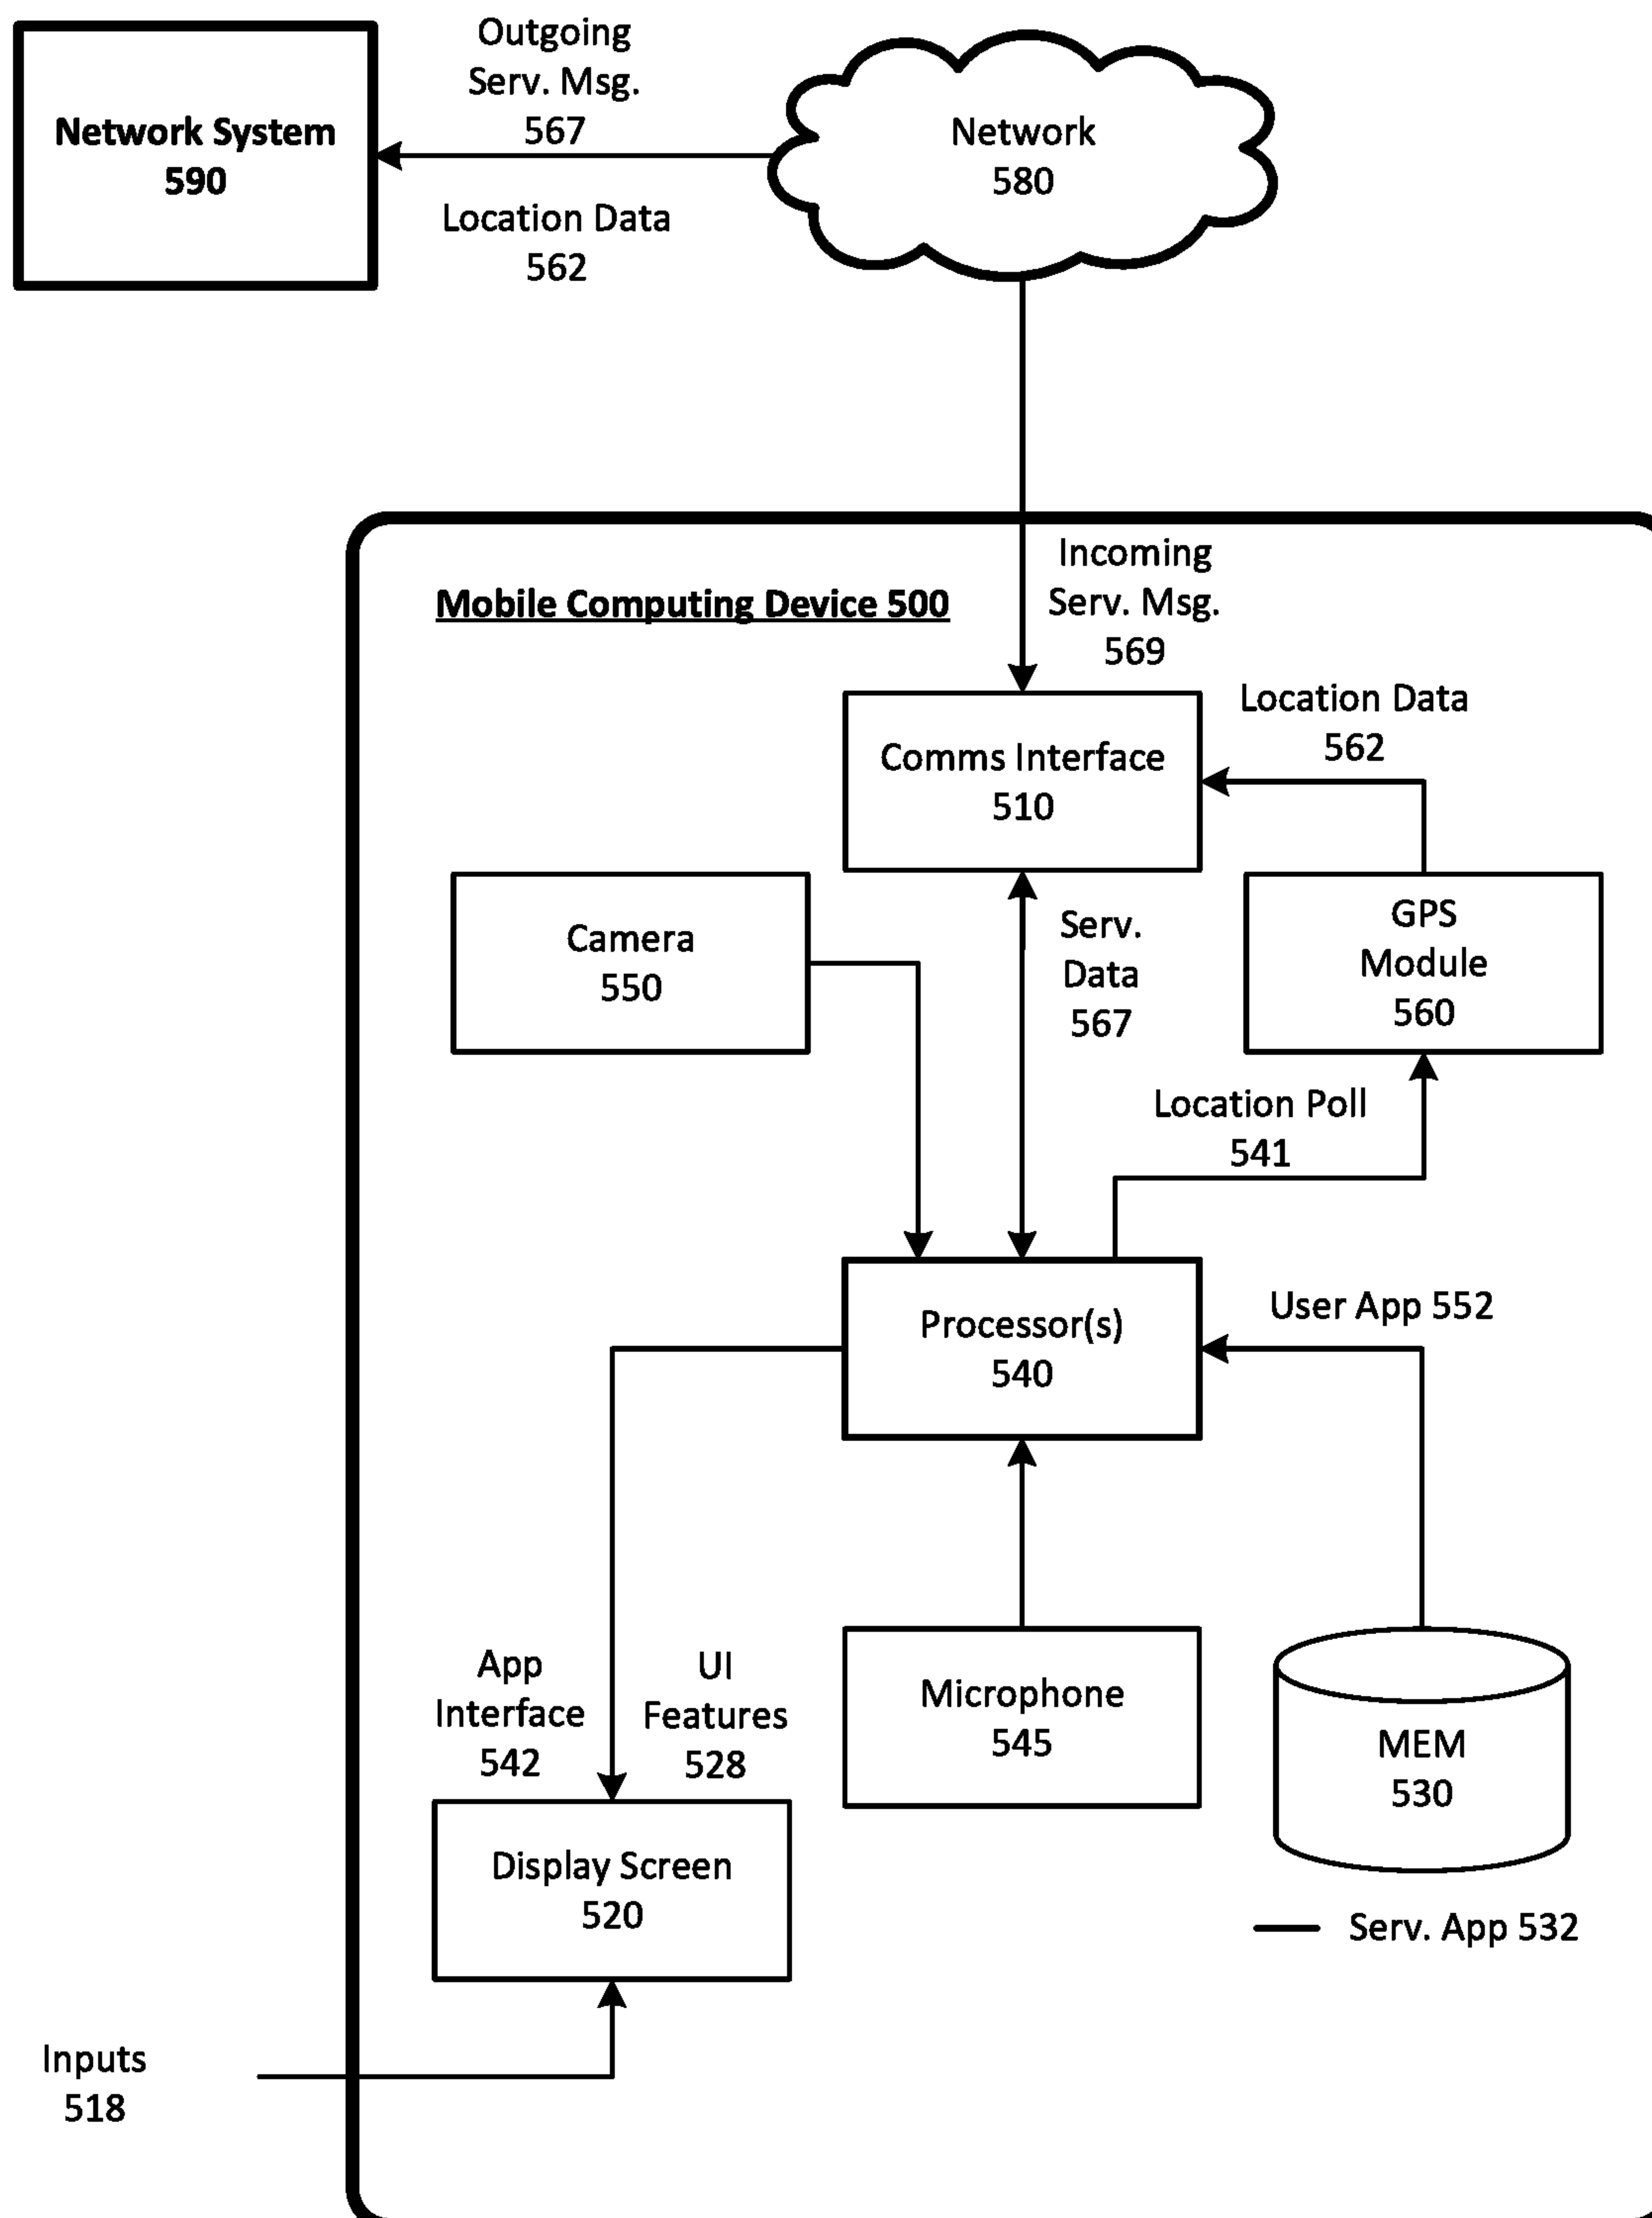 Outgoing
Serv. Msg.
567
Network System
590
Location Data
562
Network
580
Mobile Computing Device 500
Incoming
Serv. Msg.
569
Comms Interface
510
Location Data
562
Camera
550
Serv.
Data
567
GPS
Module
560
Location Poll
541
Processor(s)
540
User App 552
App
Interface
542
UI
Features
528
Microphone
545
MEM
530
Display Screen
520
Serv. App 532
Inputs
518